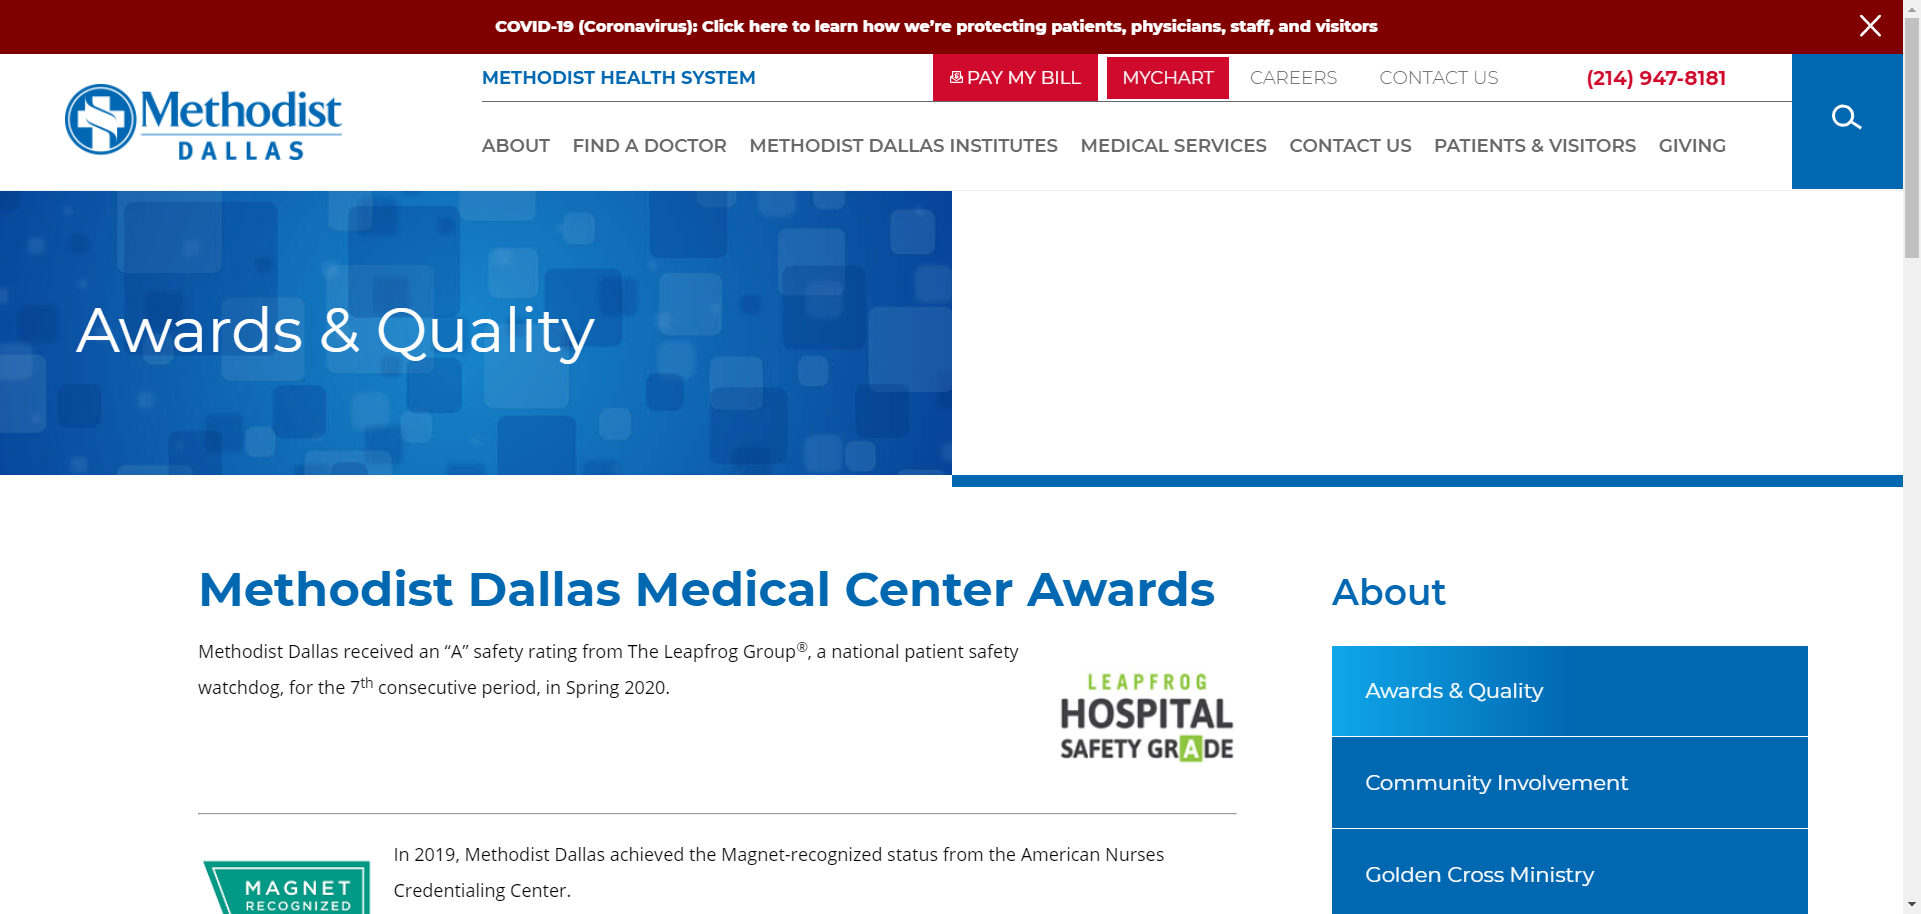 COVID-19 (Coronavirus): Click here to learn how we’re protecting patients, physicians, staff, and visitors
Methodist
DALLAS
METHODIST HEALTH SYSTEM
PAY MY BILL
MYCHART
CAREERS
CONTACT US
(214) 947-8181
ABOUT
FIND A DOCTOR
METHODIST DALLAS INSTITUTES
MEDICAL SERVICES
CONTACT US
PATIENTS & VISITORS
GIVING
Awards & Quality
Methodist Dallas Medical Center Awards
Methodist Dallas received an “A” safety rating from The Leapfrog Group®, a national patient safety
watchdog, for the 7th consecutive period, in Spring 2020.
LEAPFROG
HOSPITAL
SAFETY GRADE
In 2019, Methodist Dallas achieved the Magnet-recognized status from the American Nurses
Credentialing Center.
MAGNET
RECOGNIZED
About
Awards & Quality
Community Involvement
Golden Cross Ministry